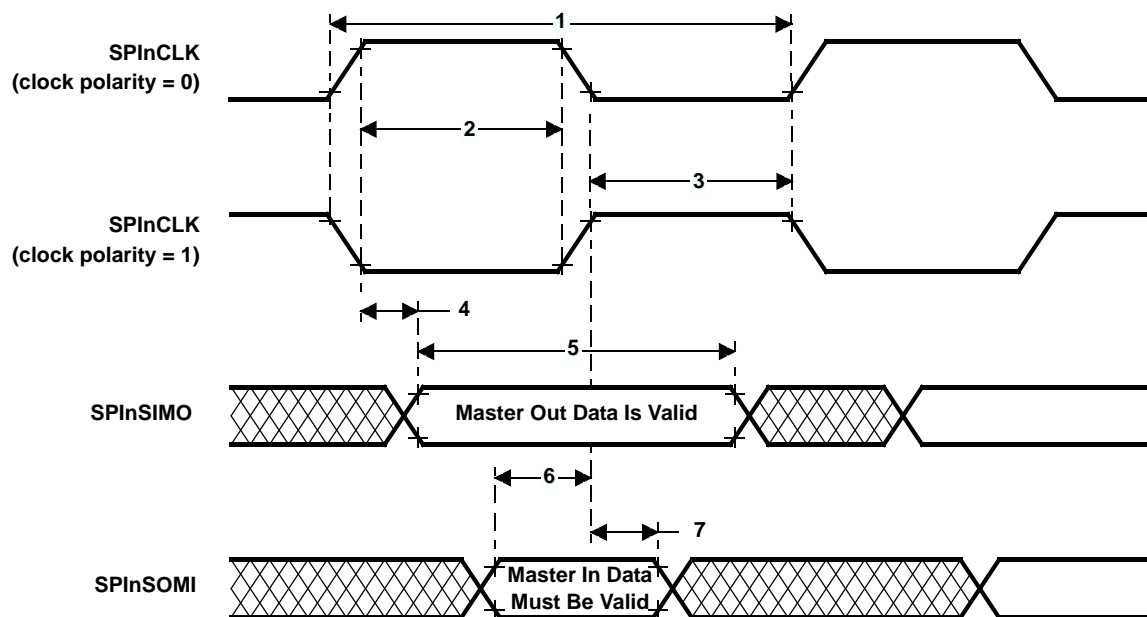 1
SPInCLK
(clock polarity = 0)
2
3
SPInCLK
(clock polarity = 1)
4
5
SPInSIMO
Master Out Data Is Valid
6
7
SPInSOMI
Master In Data
Must Be Valid